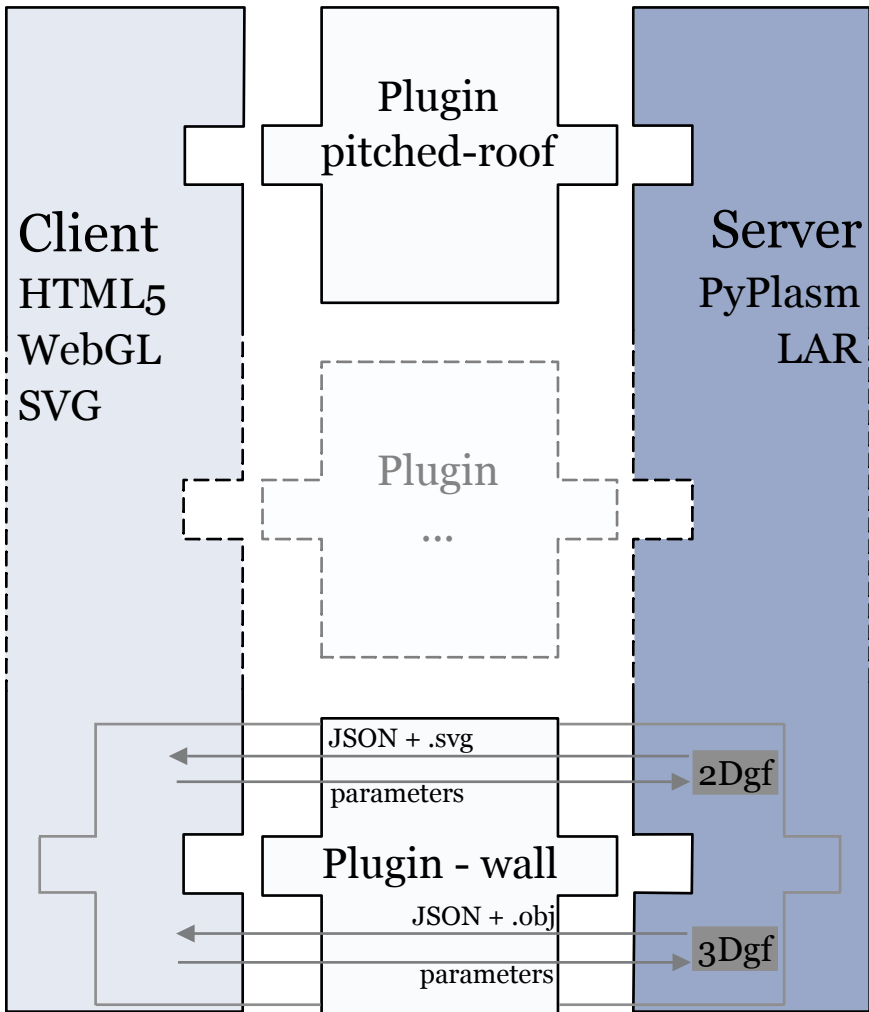 Plugin
pitched-roof
Client
HTML5
WebGL
SVG
Server
PyPlasm
LAR
Plugin
...
JSON + .svg
2Dgf
parameters
Plugin - wall
JSON + .obj
3Dgf
parameters